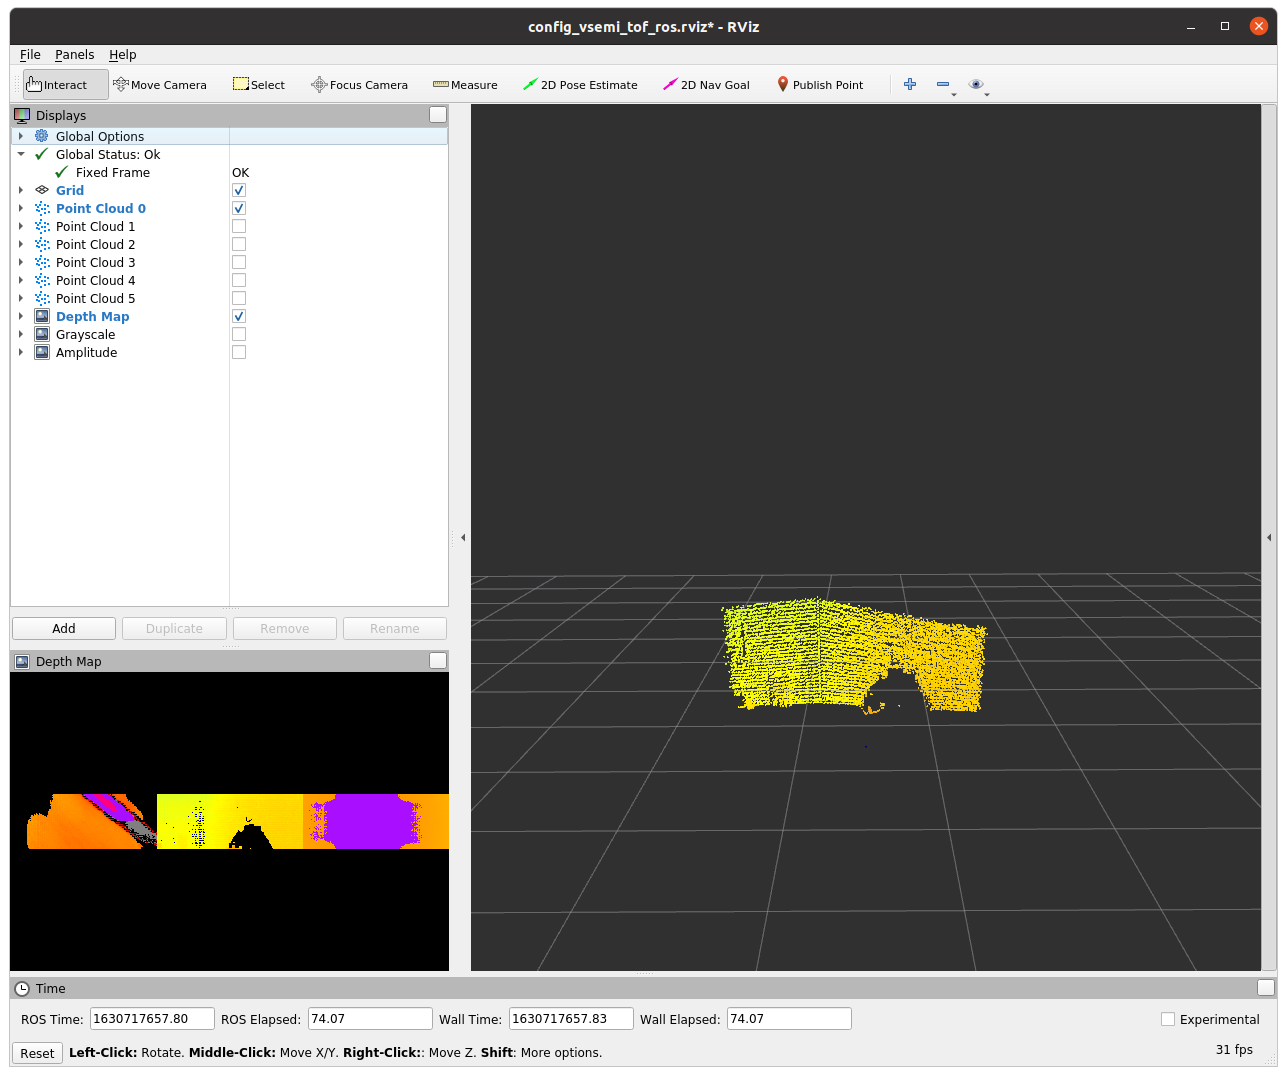 config_vsemi_tof_ros.rviz* - RViz
File Panels Help
Interact Move Camera Select Focus Camera Measure 2D Pose Estimate 2D Nav Goal Publish Point
Displays
Global Options
Global Status: Ok
Fixed Frame OK
Grid
Point Cloud 0
Point Cloud 1
Point Cloud 2
Point Cloud 3
Point Cloud 4
Point Cloud 5
Depth Map
Grayscale
Amplitude
Add Duplicate Remove Rename
Depth Map
Time
ROS Time: 1630717657.80 ROS Elapsed: 74.07 Wall Time: 1630717657.83 Wall Elapsed: 74.07 Experimental
Reset Left-Click: Rotate. Middle-Click: Move X/Y. Right-Click:: Move Z. Shift: More options. 31 fps